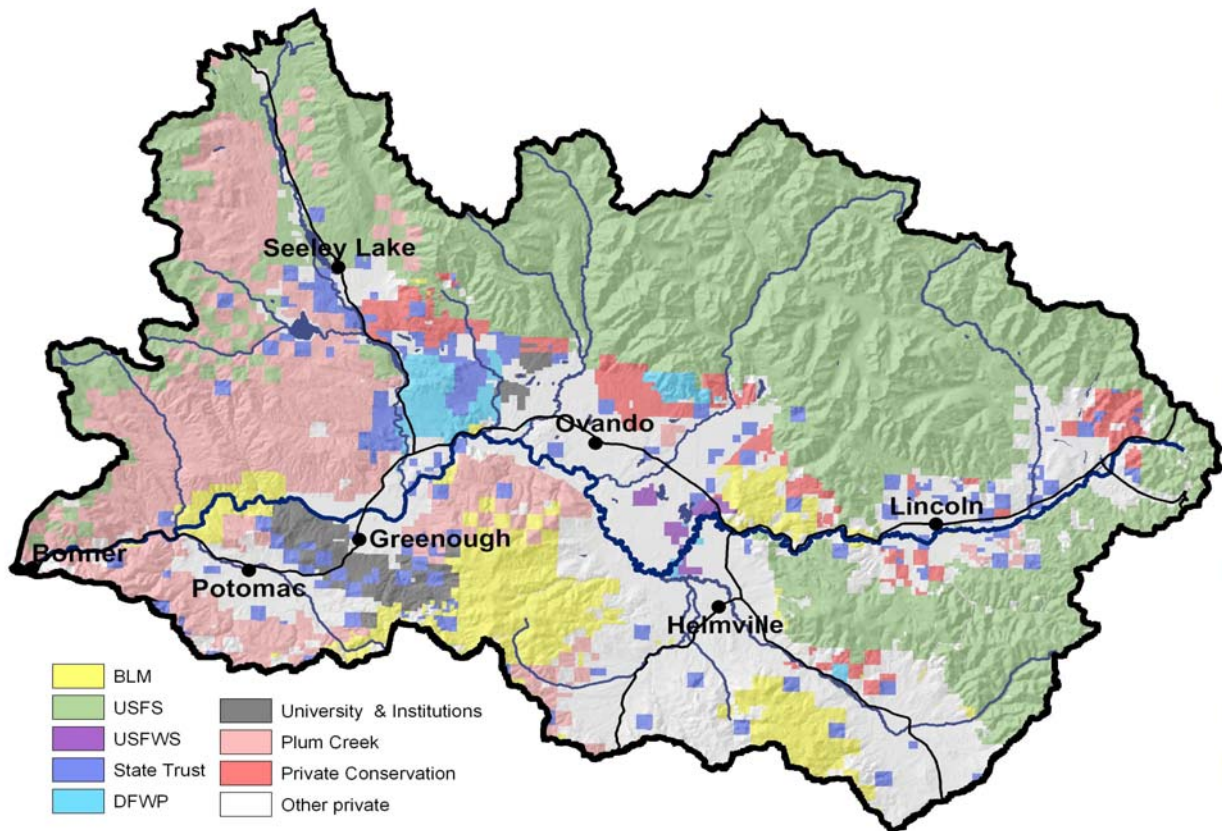 Seeley Lake
Ovando
Lincoln
Bonner
Greenough
Potomac
Helmville
BLM
USFS
USFWS
State Trust
DFWP
University & Institutions
Plum Creek
Private Conservation
Other private